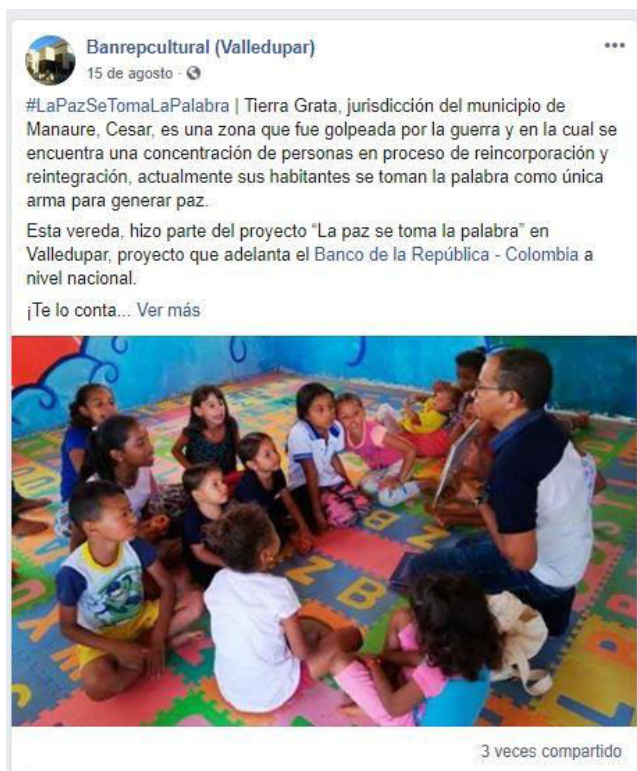 Banrepcultural (Valledupar)
15 de agosto
#LaPazSeTomaLaPalabra | Tierra Grata, jurisdicción del municipio de
Manaure, Cesar, es una zona que fue golpeada por la guerra y en la cual se
encuentra una concentración de personas en proceso de reincorporación y
reintegración, actualmente sus habitantes se toman la palabra como única
arma para generar paz.
Esta vereda, hizo parte del proyecto “La paz se toma la palabra” en
Valledupar, proyecto que adelanta el Banco de la República - Colombia a
nivel nacional.
¡Te lo conta... Ver más
3 veces compartido